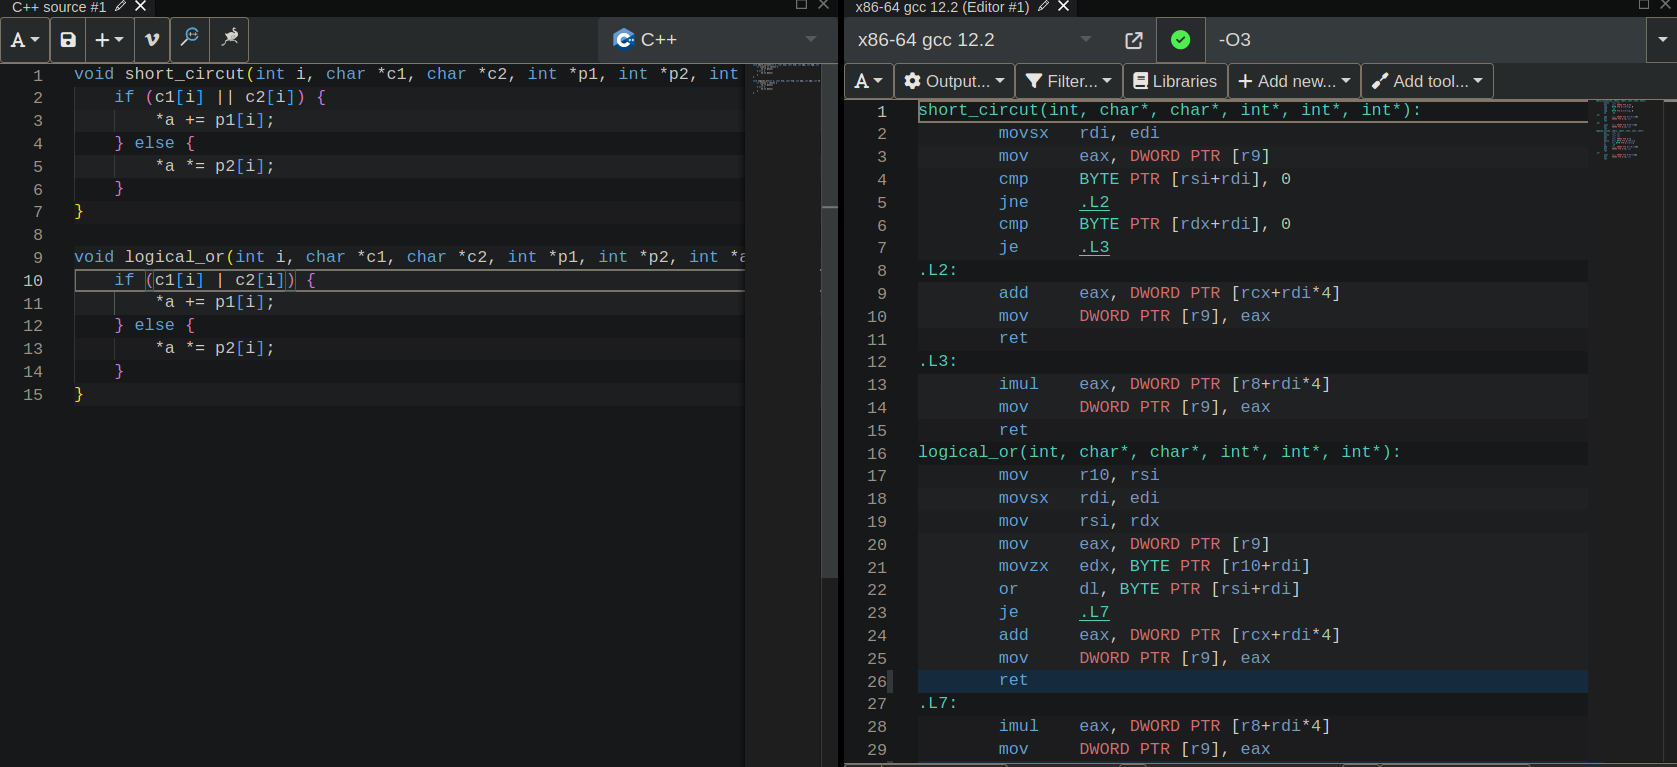 C++ source #1
C++
1 void short_circut(int i, char *c1, char *c2, int *p1, int *p2, int
2 if (c1[i] || c2[i]) {
3 *a += p1[i];
4 } else {
5 *a *= p2[i];
6 }
7 }
8
9 void logical_or(int i, char *c1, char *c2, int *p1, int *p2, int *a
10 if (c1[i] | c2[i]) {
11 *a += p1[i];
12 } else {
13 *a *= p2[i];
14 }
15 }
x86-64 gcc 12.2 (Editor #1)
x86-64 gcc 12.2 -O3
A Output... Filter... Libraries Add new... Add tool...
1 short_circut(int, char*, char*, int*, int*, int*):
2 movsx rdi, edi
3 mov eax, DWORD PTR [r9]
4 cmp BYTE PTR [rsi+rdi], 0
5 jne .L2
6 cmp BYTE PTR [rdx+rdi], 0
7 je .L3
8 .L2:
9 add eax, DWORD PTR [rcx+rdi*4]
10 mov DWORD PTR [r9], eax
11 ret
12 .L3:
13 imul eax, DWORD PTR [r8+rdi*4]
14 mov DWORD PTR [r9], eax
15 ret
16 logical_or(int, char*, char*, int*, int*, int*):
17 mov r10, rsi
18 movsx rdi, edi
19 mov rsi, rdx
20 mov eax, DWORD PTR [r9]
21 movzx edx, BYTE PTR [r10+rdi]
22 or dl, BYTE PTR [rsi+rdi]
23 je .L7
24 add eax, DWORD PTR [rcx+rdi*4]
25 mov DWORD PTR [r9], eax
26 ret
27 .L7:
28 imul eax, DWORD PTR [r8+rdi*4]
29 mov DWORD PTR [r9], eax